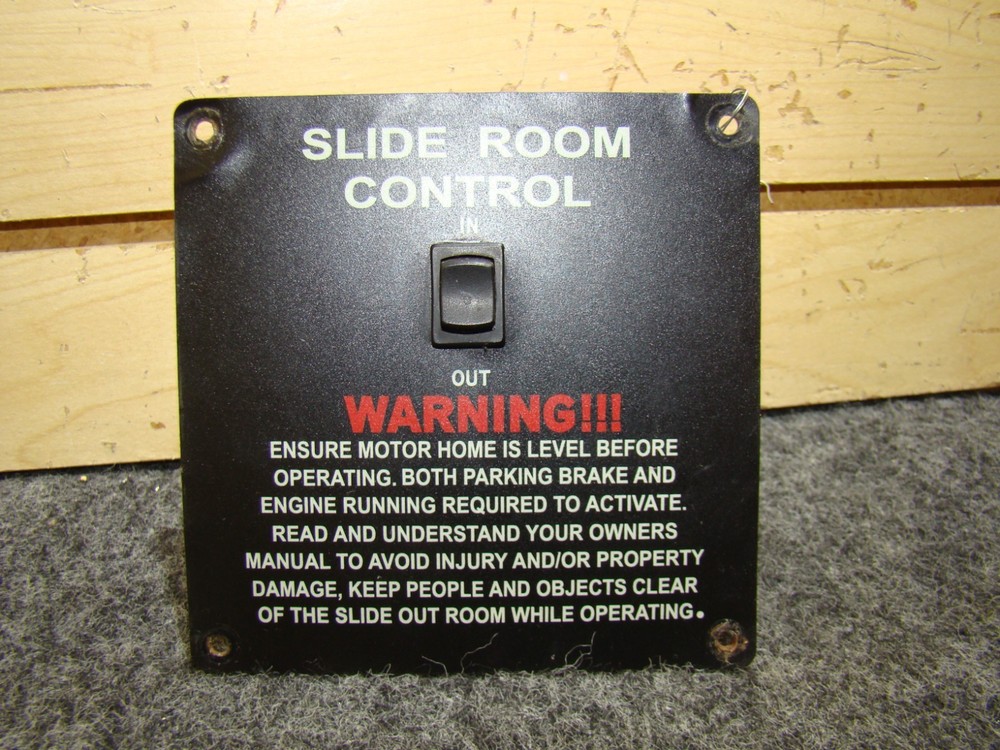 SLIDE ROOM
CONTROL
IN
OUT
WARNING!!!
ENSURE MOTOR HOME IS LEVEL BEFORE
OPERATING. BOTH PARKING BRAKE AND
ENGINE RUNNING REQUIRED TO ACTIVATE.
READ AND UNDERSTAND YOUR OWNERS
MANUAL TO AVOID INJURY AND/OR PROPERTY
DAMAGE, KEEP PEOPLE AND OBJECTS CLEAR
OF THE SLIDE OUT ROOM WHILE OPERATING.